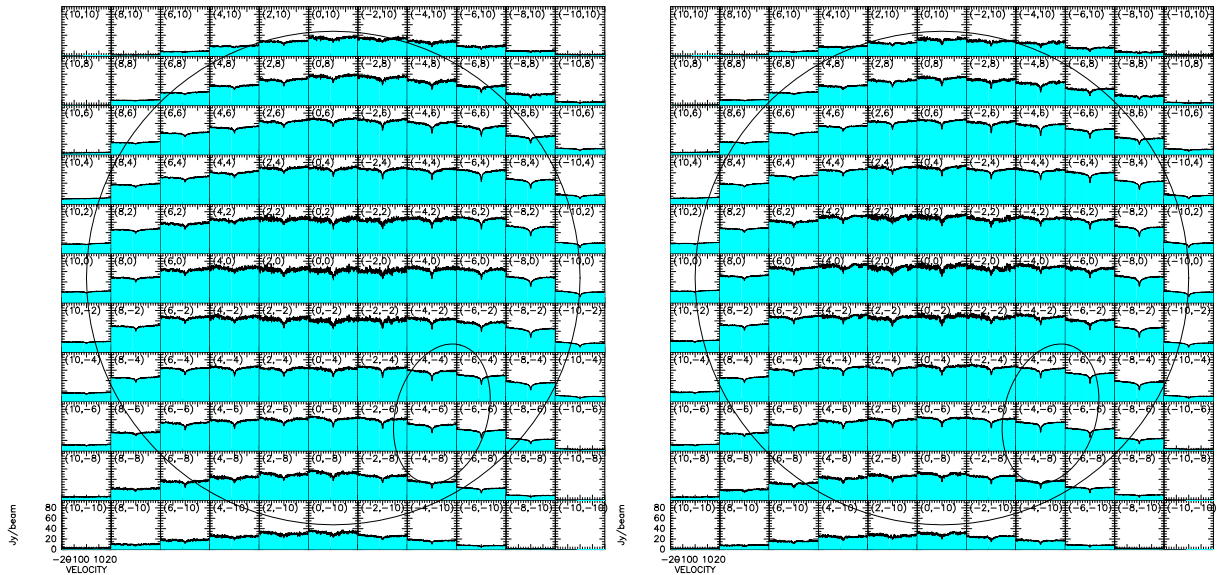 (10,10) (8,10) (6,10) (4,10) (2,10) (0,10) (-2,10) (-4,10) (-6,10) (-8,10) (-10,10)
(10,8) (8,8) (6,8) (4,8) (2,8) (0,8) (-2,8) (-4,8) (-6,8) (-8,8) (-10,8)
(10,6) (8,6) (6,6) (4,6) (2,6) (0,6) (-2,6) (-4,6) (-6,6) (-8,6) (-10,6)
(10,4) (8,4) (6,4) (4,4) (2,4) (0,4) (-2,4) (-4,4) (-6,4) (-8,4) (-10,4)
(10,2) (8,2) (6,2) (4,2) (2,2) (0,2) (-2,2) (-4,2) (-6,2) (-8,2) (-10,2)
(10,0) (8,0) (6,0) (4,0) (2,0) (0,0) (-2,0) (-4,0) (-6,0) (-8,0) (-10,0)
(10,-2) (8,-2) (6,-2) (4,-2) (2,-2) (0,-2) (-2,-2) (-4,-2) (-6,-2) (-8,-2) (-10,-2)
(10,-4) (8,-4) (6,-4) (4,-4) (2,-4) (0,-4) (-2,-4) (-4,-4) (-6,-4) (-8,-4) (-10,-4)
(10,-6) (8,-6) (6,-6) (4,-6) (2,-6) (0,-6) (-2,-6) (-4,-6) (-6,-6) (-8,-6) (-10,-6)
(10,-8) (8,-8) (6,-8) (4,-8) (2,-8) (0,-8) (-2,-8) (-4,-8) (-6,-8) (-8,-8) (-10,-8)
(10,-10) (8,-10) (6,-10) (4,-10) (2,-10) (0,-10) (-2,-10) (-4,-10) (-6,-10) (-8,-10) (-10,-10)
80
60
40
20
0
Jy/beam
-20 -10 0 10 20
VELOCITY
(10,10) (8,10) (6,10) (4,10) (2,10) (0,10) (-2,10) (-4,10) (-6,10) (-8,10) (-10,10)
(10,8) (8,8) (6,8) (4,8) (2,8) (0,8) (-2,8) (-4,8) (-6,8) (-8,8) (-10,8)
(10,6) (8,6) (6,6) (4,6) (2,6) (0,6) (-2,6) (-4,6) (-6,6) (-8,6) (-10,6)
(10,4) (8,4) (6,4) (4,4) (2,4) (0,4) (-2,4) (-4,4) (-6,4) (-8,4) (-10,4)
(10,2) (8,2) (6,2) (4,2) (2,2) (0,2) (-2,2) (-4,2) (-6,2) (-8,2) (-10,2)
(10,0) (8,0) (6,0) (4,0) (2,0) (0,0) (-2,0) (-4,0) (-6,0) (-8,0) (-10,0)
(10,-2) (8,-2) (6,-2) (4,-2) (2,-2) (0,-2) (-2,-2) (-4,-2) (-6,-2) (-8,-2) (-10,-2)
(10,-4) (8,-4) (6,-4) (4,-4) (2,-4) (0,-4) (-2,-4) (-4,-4) (-6,-4) (-8,-4) (-10,-4)
(10,-6) (8,-6) (6,-6) (4,-6) (2,-6) (0,-6) (-2,-6) (-4,-6) (-6,-6) (-8,-6) (-10,-6)
(10,-8) (8,-8) (6,-8) (4,-8) (2,-8) (0,-8) (-2,-8) (-4,-8) (-6,-8) (-8,-8) (-10,-8)
(10,-10) (8,-10) (6,-10) (4,-10) (2,-10) (0,-10) (-2,-10) (-4,-10) (-6,-10) (-8,-10) (-10,-10)
80
60
40
20
0
Jy/beam
-20 -10 0 10 20
VELOCITY